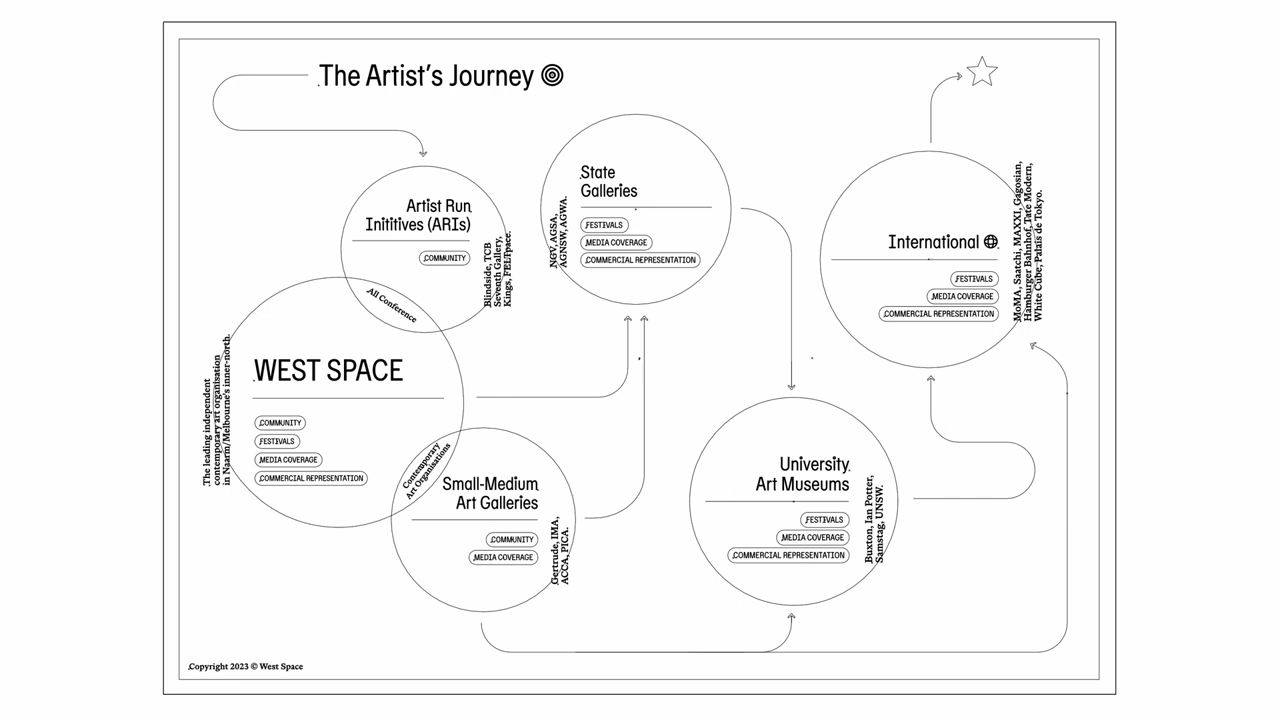 The Artist's Journey
Artist Run
Inititives (ARIs)
COMMUNITY
Blindside, TCB
Seventh Gallery,
Kings, FELTspace.
All Conference
WEST SPACE
COMMUNITY
FESTIVALS
MEDIA COVERAGE
COMMERCIAL REPRESENTATION
The leading independent
contemporary art organisation
in Naarm/Melbourne's inner-north.
Contemporary
Art Organisations
Small-Medium
Art Galleries
COMMUNITY
MEDIA COVERAGE
Gertrude, IMA,
ACCA, PICA.
State
Galleries
FESTIVALS
MEDIA COVERAGE
COMMERCIAL REPRESENTATION
NGV, AGSA,
AGNSW, AGWA.
University
Art Museums
FESTIVALS
MEDIA COVERAGE
COMMERCIAL REPRESENTATION
Buxton, Ian Potter,
Samstag, UNSW.
International
FESTIVALS
MEDIA COVERAGE
COMMERCIAL REPRESENTATION
MoMA, Saatchi, MAXXI, Gagosian,
Hamburger Bahnhof, Tate Modern,
White Cube, Palais de Tokyo.
Copyright 2023 © West Space